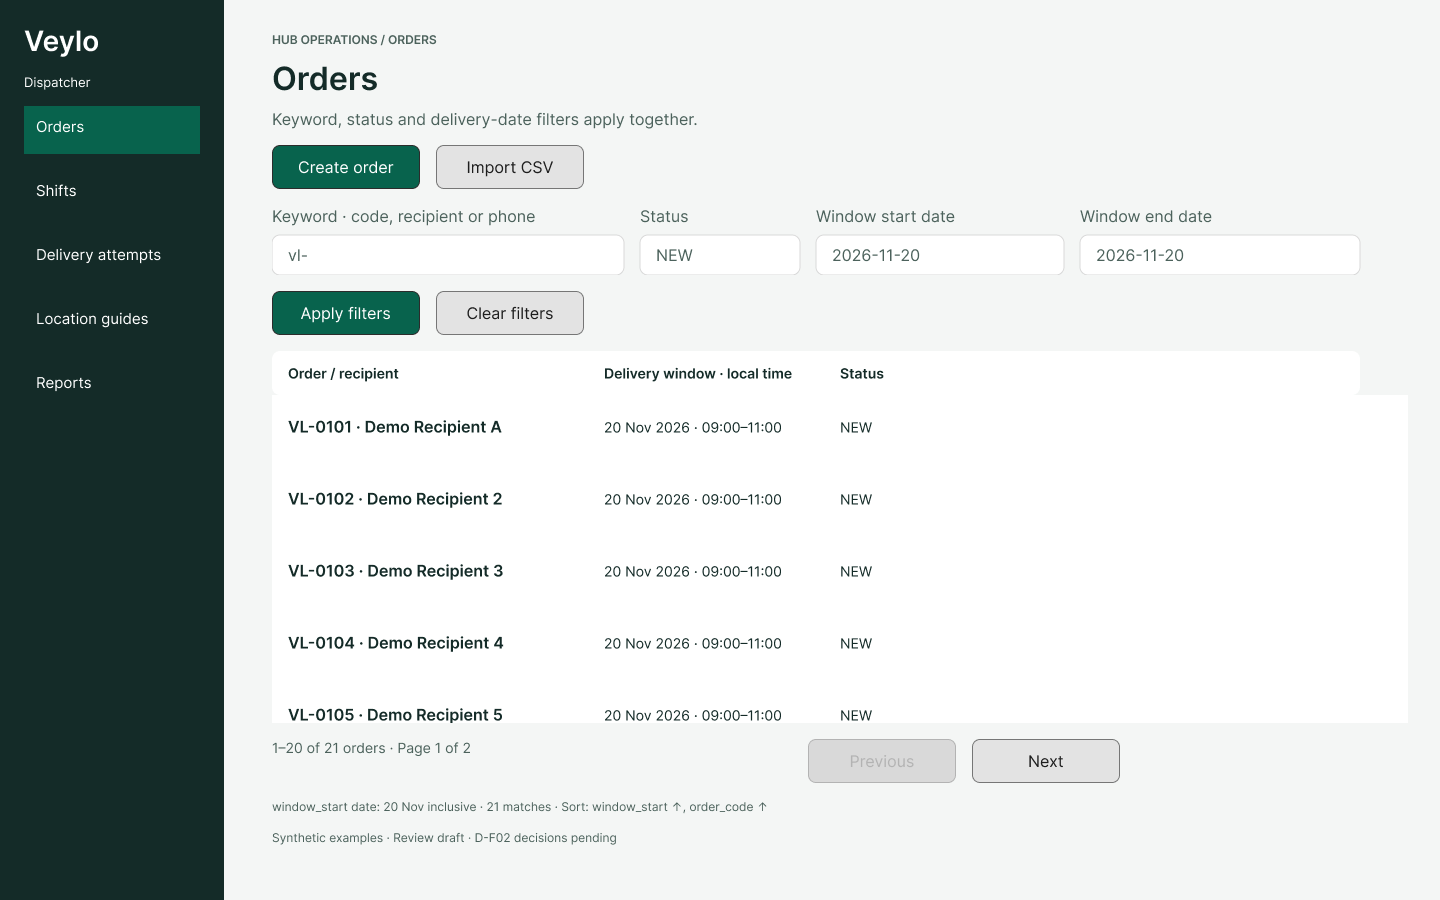 Veylo
Dispatcher
Orders
Shifts
Delivery attempts
Location guides
Reports
HUB OPERATIONS / ORDERS
Orders
Keyword, status and delivery-date filters apply together.
Create order
Import CSV
Keyword · code, recipient or phone
Status
Window start date
Window end date
vl-
NEW
2026-11-20
2026-11-20
Apply filters
Clear filters
Order / recipient
Delivery window · local time
Status
VL-0101 · Demo Recipient A
20 Nov 2026 · 09:00–11:00
NEW
VL-0102 · Demo Recipient 2
20 Nov 2026 · 09:00–11:00
NEW
VL-0103 · Demo Recipient 3
20 Nov 2026 · 09:00–11:00
NEW
VL-0104 · Demo Recipient 4
20 Nov 2026 · 09:00–11:00
NEW
VL-0105 · Demo Recipient 5
20 Nov 2026 · 09:00–11:00
NEW
1–20 of 21 orders · Page 1 of 2
Previous
Next
window_start date: 20 Nov inclusive · 21 matches · Sort: window_start ↑, order_code ↑
Synthetic examples · Review draft · D-F02 decisions pending